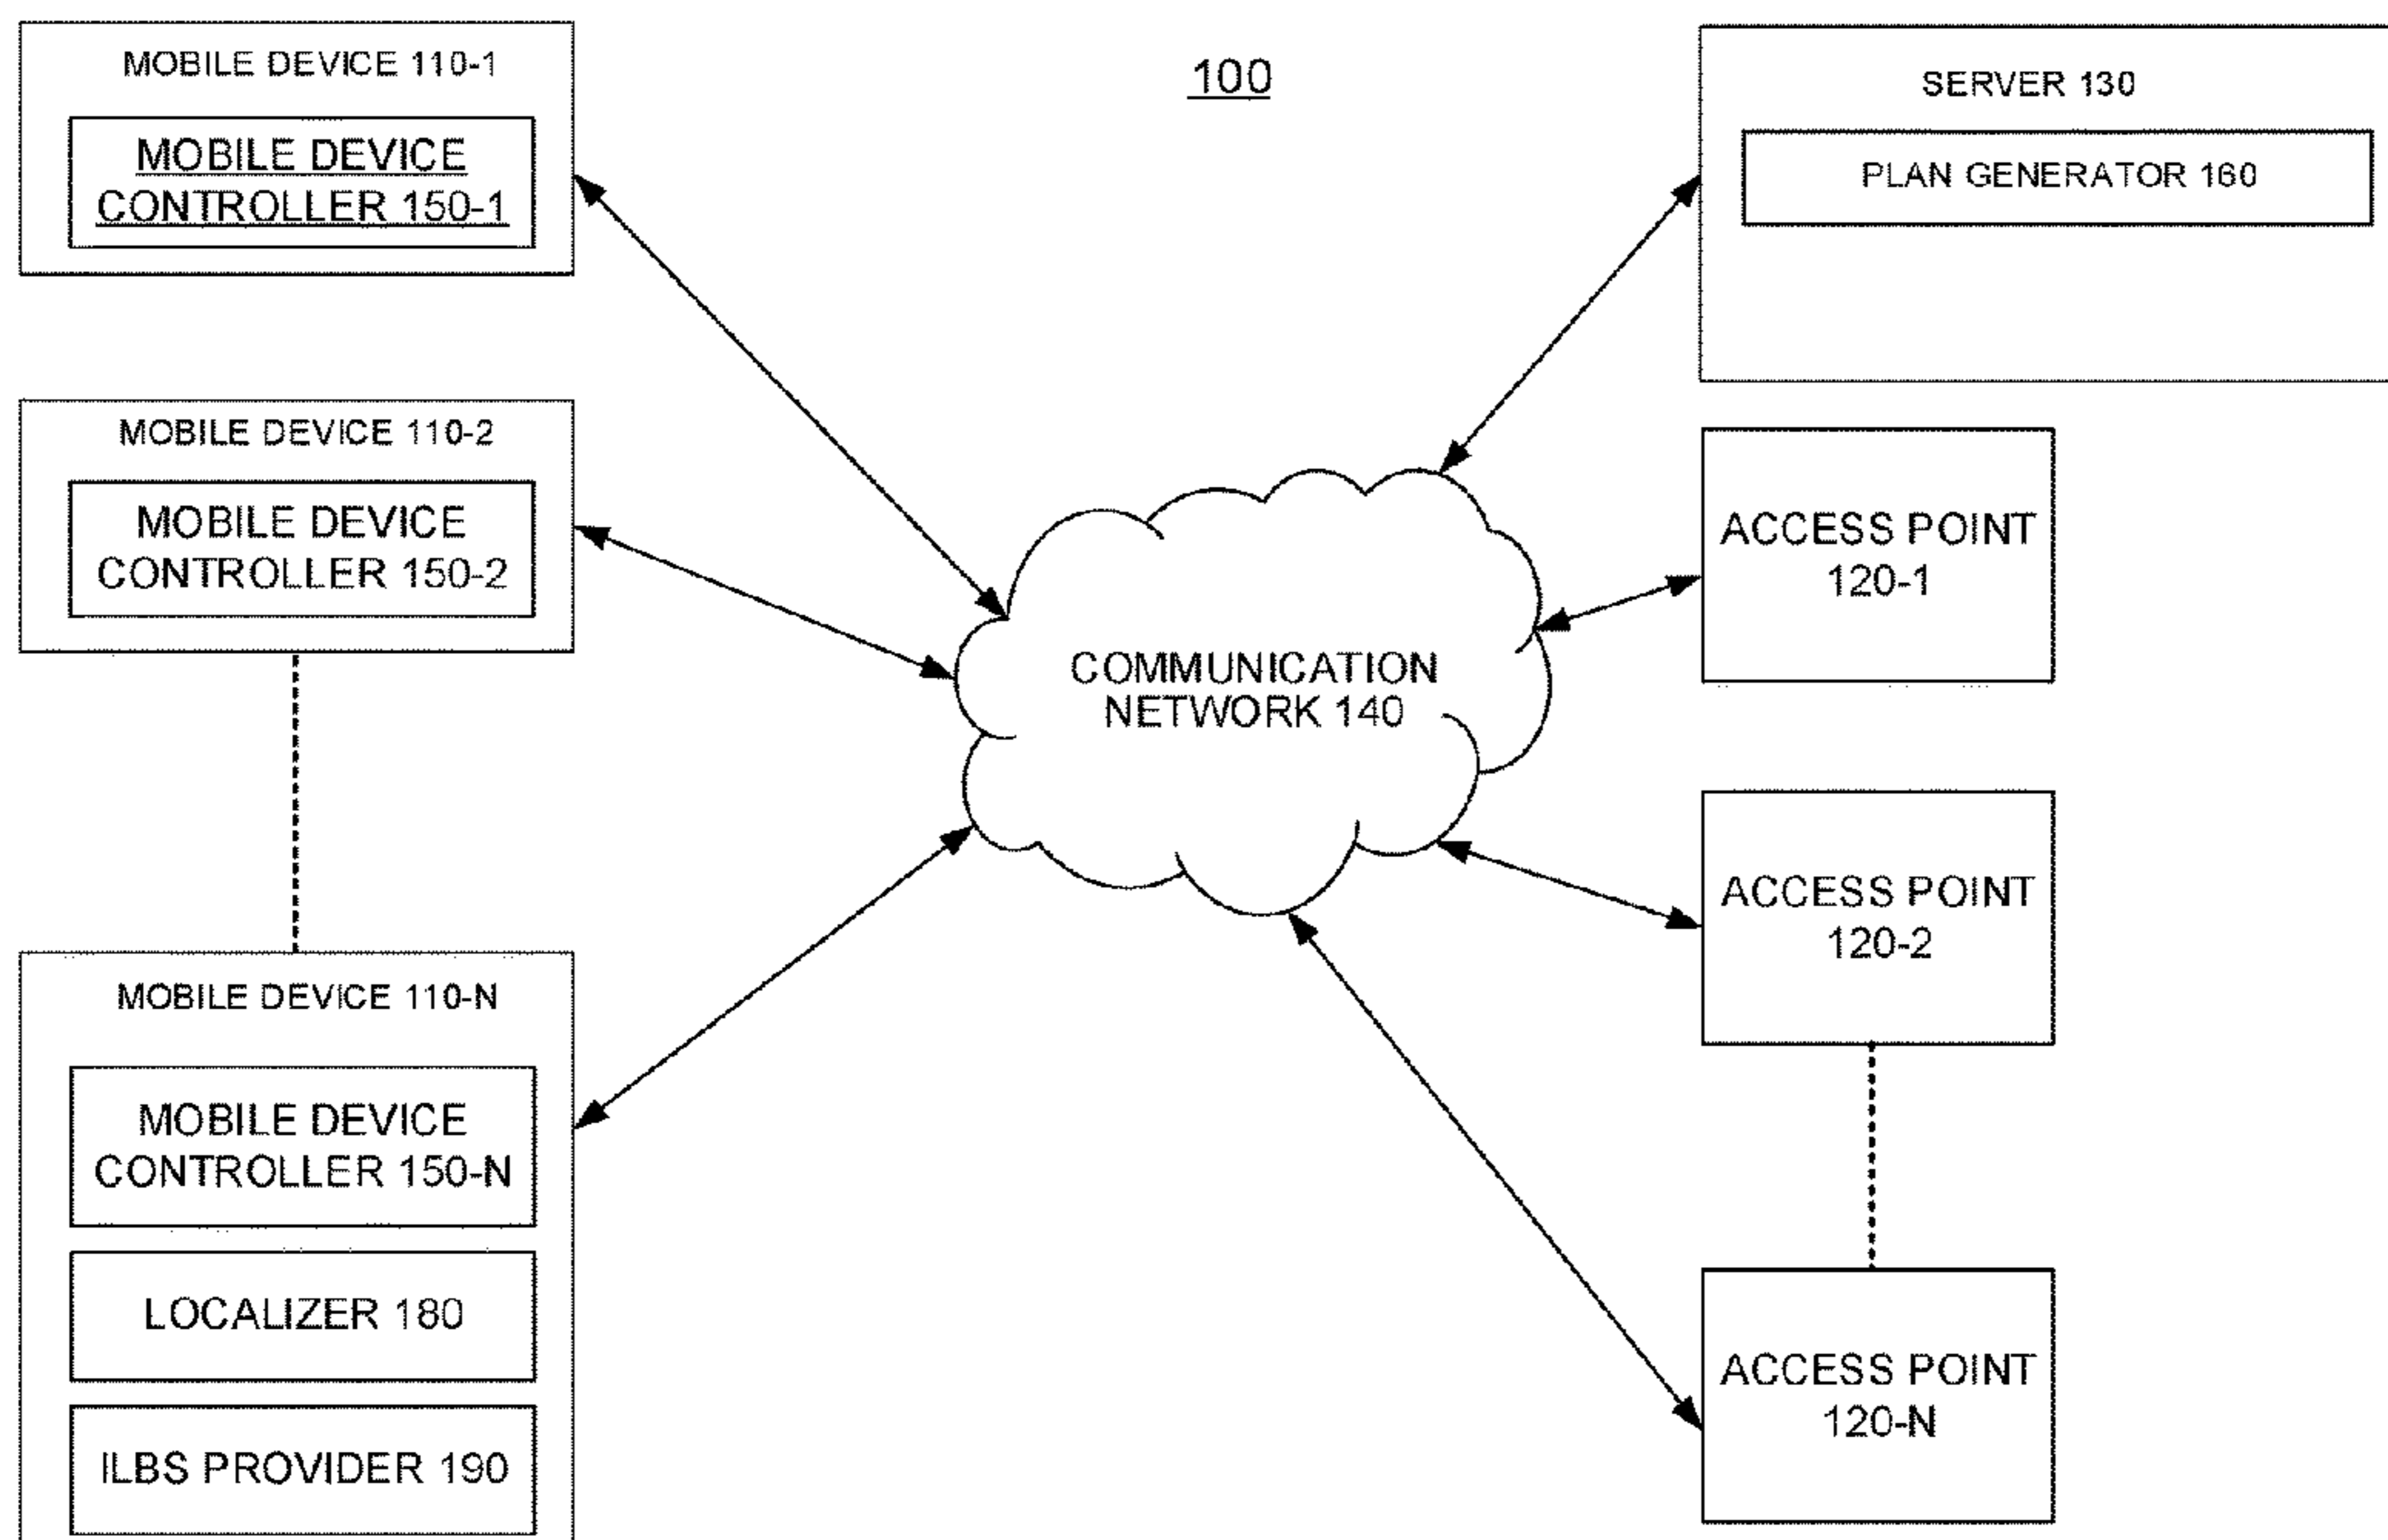 MOBILE DEVICE 110-1
MOBILE DEVICE
CONTROLLER 150-1
100
SERVER 130
PLAN GENERATOR 160
MOBILE DEVICE 110-2
MOBILE DEVICE
CONTROLLER 150-2
ACCESS POINT
120-1
COMMUNICATION
NETWORK 140
ACCESS POINT
120-2
MOBILE DEVICE 110-N
MOBILE DEVICE
CONTROLLER 150-N
LOCALIZER 180
ILBS PROVIDER 190
ACCESS POINT
120-N